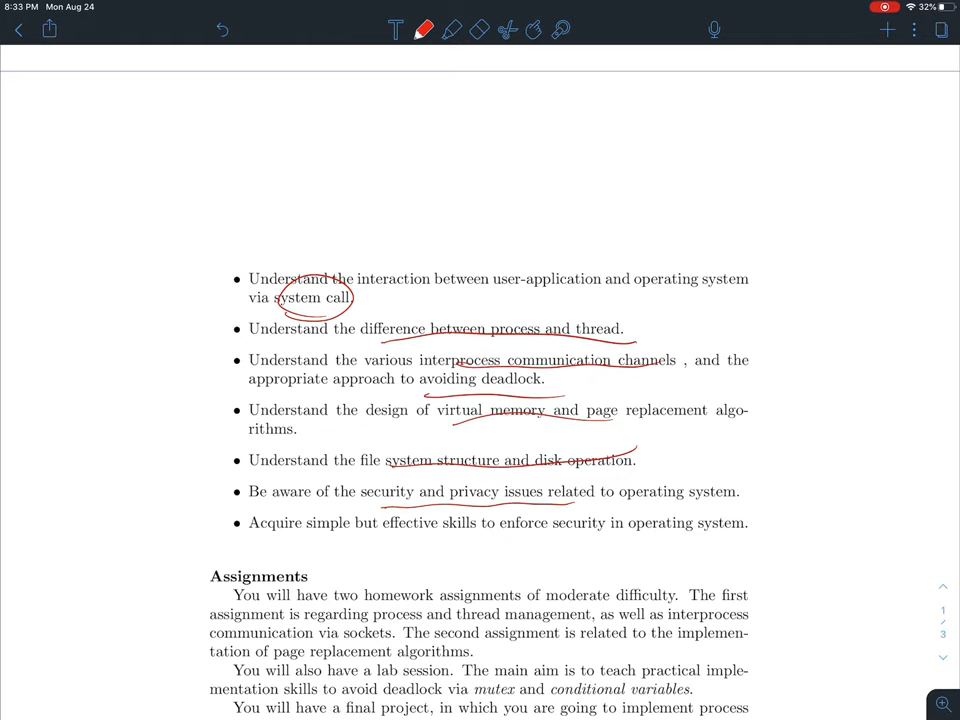 8:33 PM Mon Aug 24
32%
• Understand the interaction between user-application and operating system
via system call.
• Understand the difference between process and thread.
• Understand the various interprocess communication channels , and the
appropriate approach to avoiding deadlock.
• Understand the design of virtual memory and page replacement algo-
rithms.
• Understand the file system structure and disk operation.
• Be aware of the security and privacy issues related to operating system.
• Acquire simple but effective skills to enforce security in operating system.
Assignments
You will have two homework assignments of moderate difficulty. The first
assignment is regarding process and thread management, as well as interprocess
communication via sockets. The second assignment is related to the implemen-
tation of page replacement algorithms.
You will also have a lab session. The main aim is to teach practical imple-
mentation skills to avoid deadlock via mutex and conditional variables.
You will have a final project, in which you are going to implement process
1
/
3